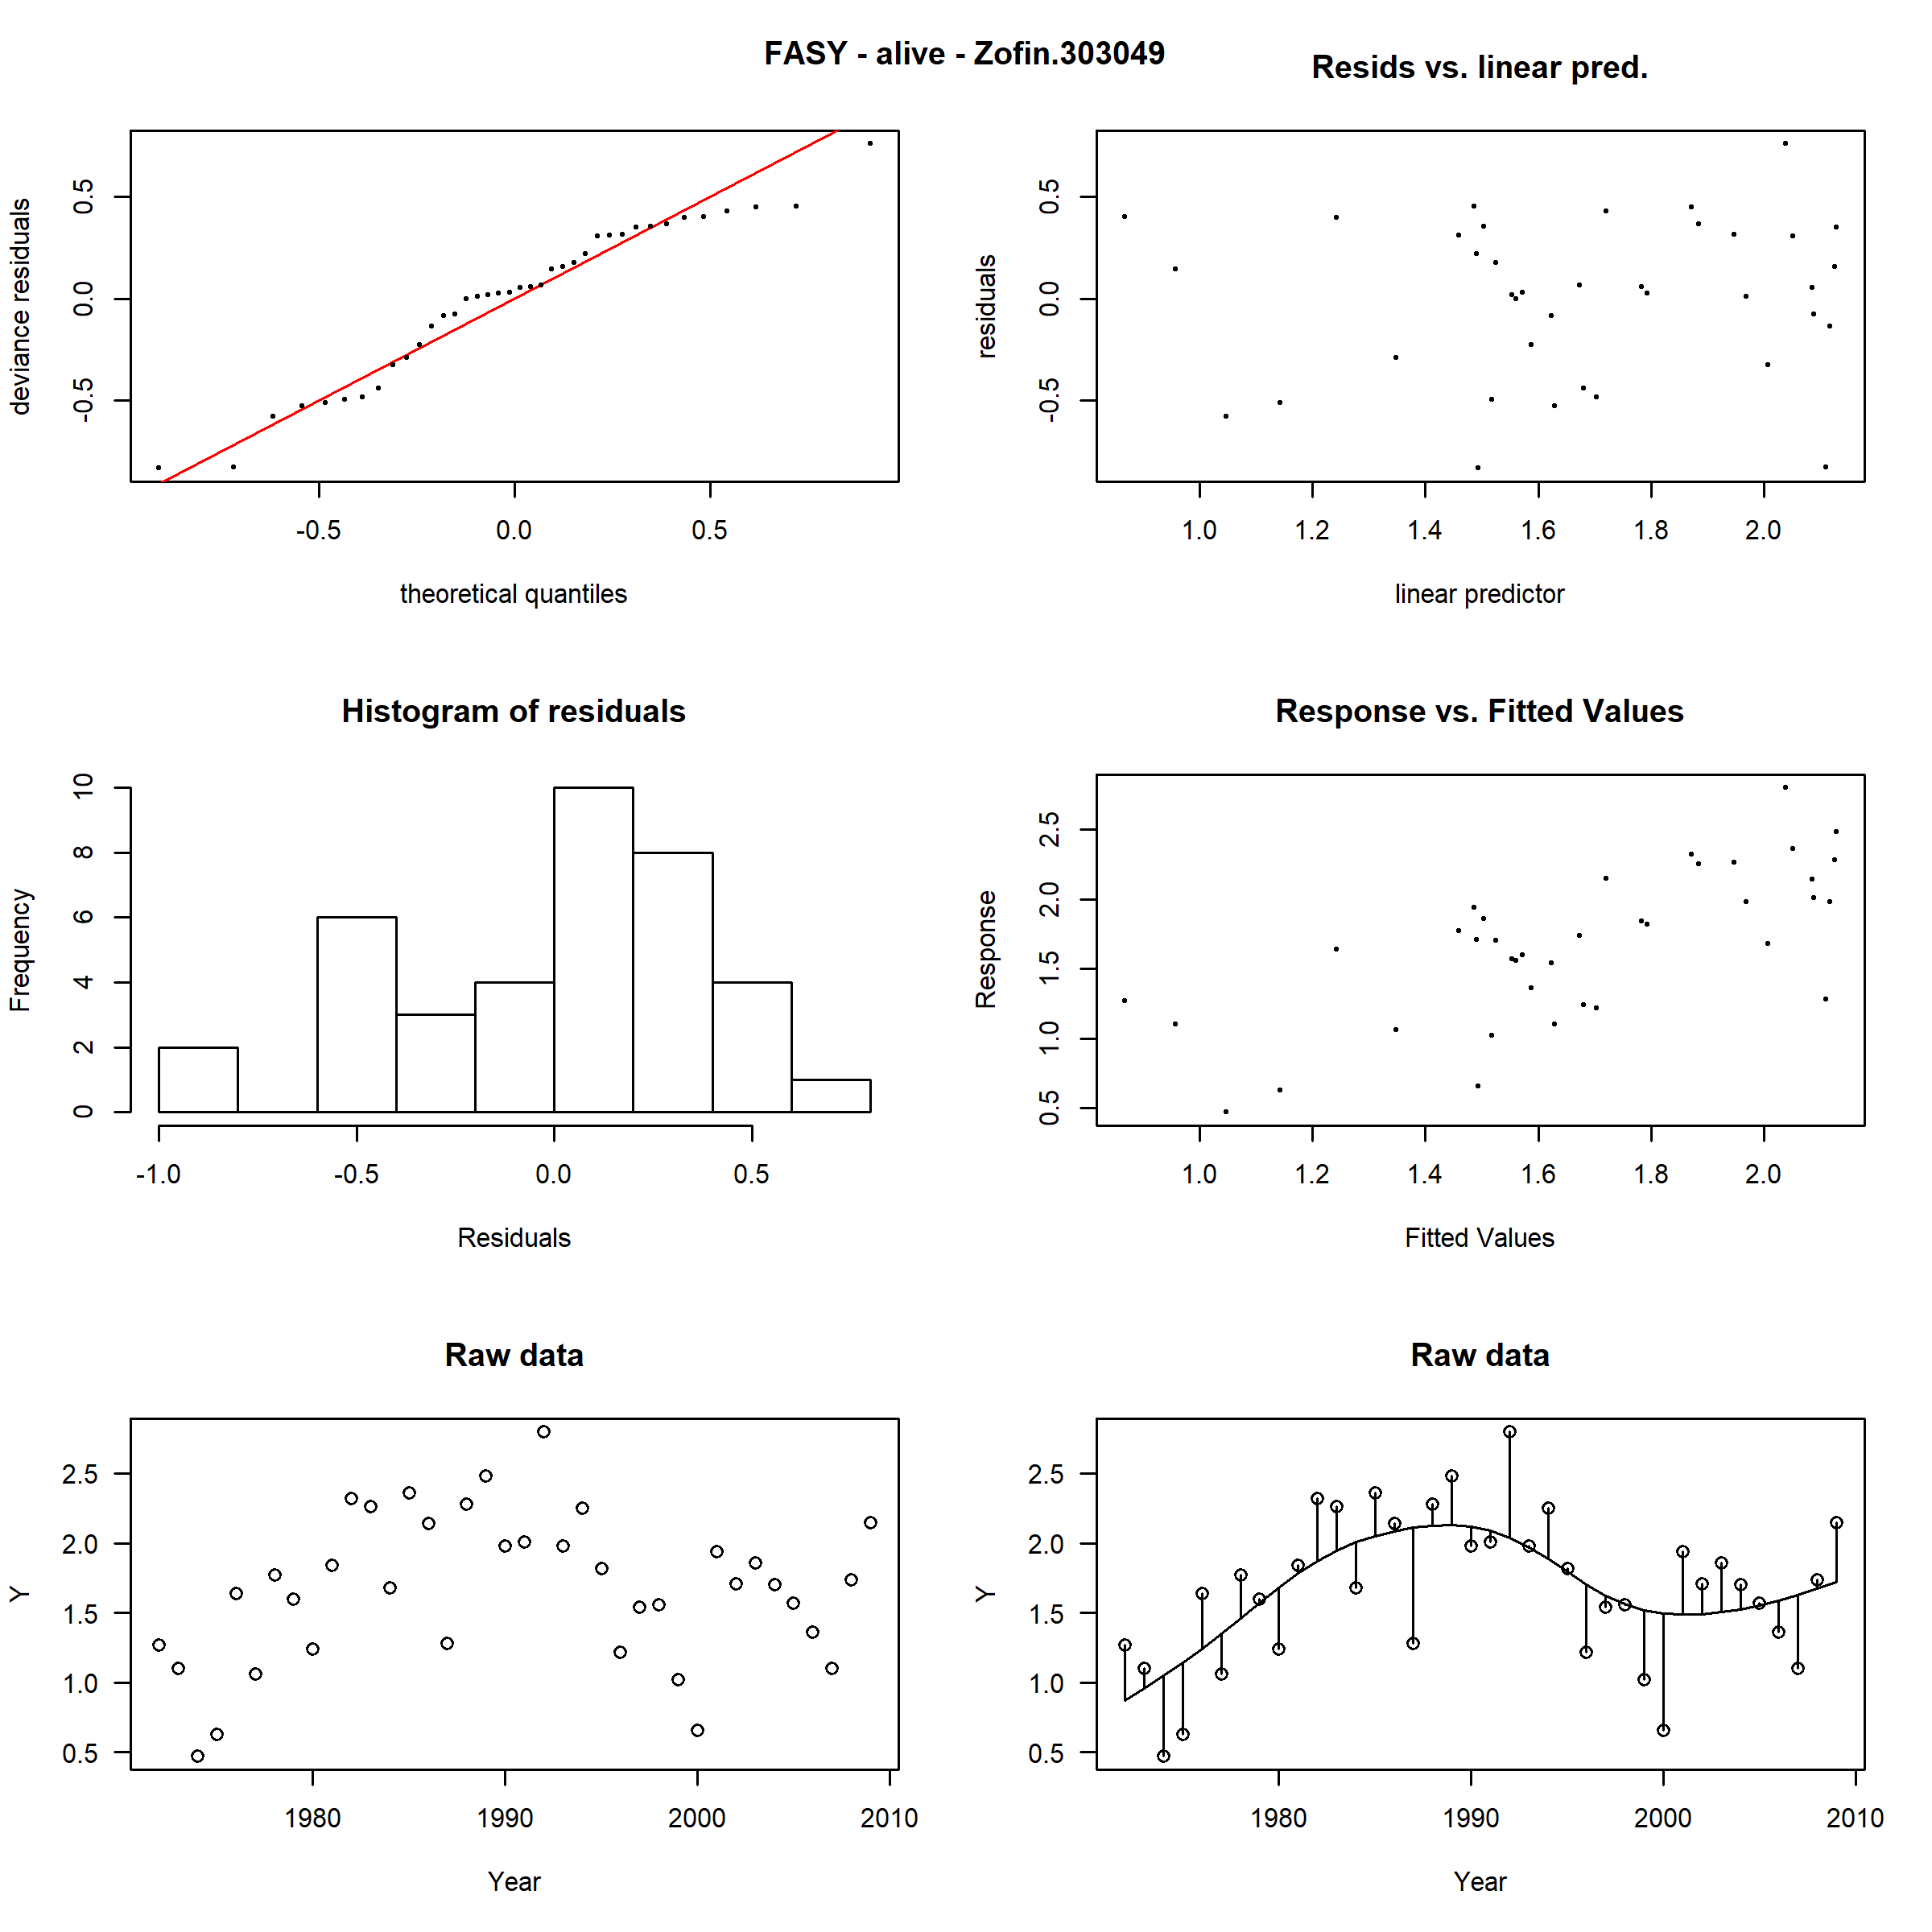 FASY - alive - Zofin.303049
Resids vs. linear pred.
deviance residuals
0.5
0.0
-0.5
-0.5 0.0 0.5
theoretical quantiles
residuals
0.5
0.0
-0.5
1.0 1.2 1.4 1.6 1.8 2.0
linear predictor
Histogram of residuals
Frequency
10
8
6
4
2
0
-1.0 -0.5 0.0 0.5
Residuals
Response vs. Fitted Values
Response
2.5
2.0
1.5
1.0
0.5
1.0 1.2 1.4 1.6 1.8 2.0
Fitted Values
Raw data
Y
2.5
2.0
1.5
1.0
0.5
1980 1990 2000 2010
Year
Raw data
Y
2.5
2.0
1.5
1.0
0.5
1980 1990 2000 2010
Year